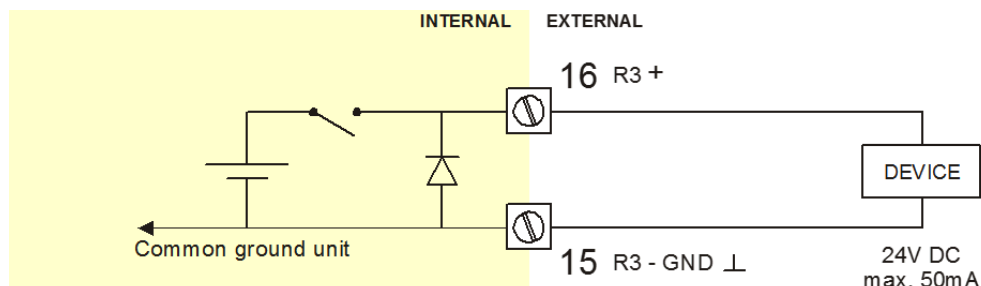 INTERNAL EXTERNAL
16 R3 +
DEVICE
Common ground unit
15 R3 - GND ⊥
24V DC
max. 50mA